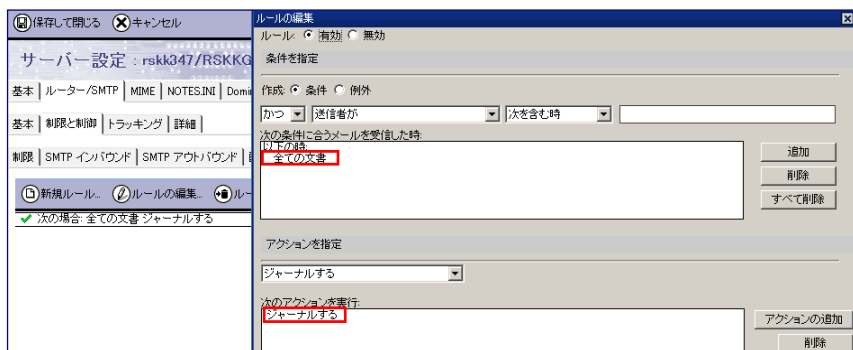 保存して閉じる キャンセル
サーバー設定 : rskk347/RSKKG
基本 ルーター/SMTP MIME NOTES.INI Domi
基本 制限と制御 トラッキング 詳細
制限 SMTP インバウンド SMTP アウトバウンド
新規ルール... ルールの編集... ルー
次の場合: 全ての文書 ジャーナルする
ルールの編集
ルール: 有効 無効
条件を指定
作成: 条件 例外
かつ 送信者が 次を含む時
次の条件に合うメールを受信した時:
以下の時:
全ての文書
追加
削除
すべて削除
アクションを指定
ジャーナルする
次のアクションを実行:
ジャーナルする
アクションの追加
削除